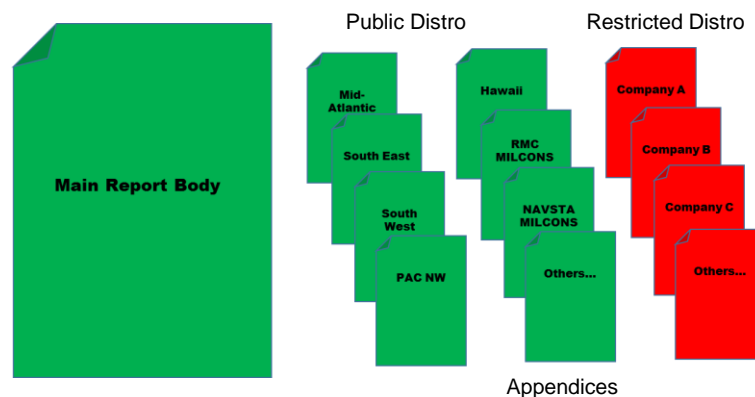 Public Distro
Restricted Distro
Main Report Body
Mid-
Atlantic
South East
South
West
PAC NW
Hawaii
RMC
MILCONS
NAVSTA
MILCONS
Others...
Company A
Company B
Company C
Others...
Appendices